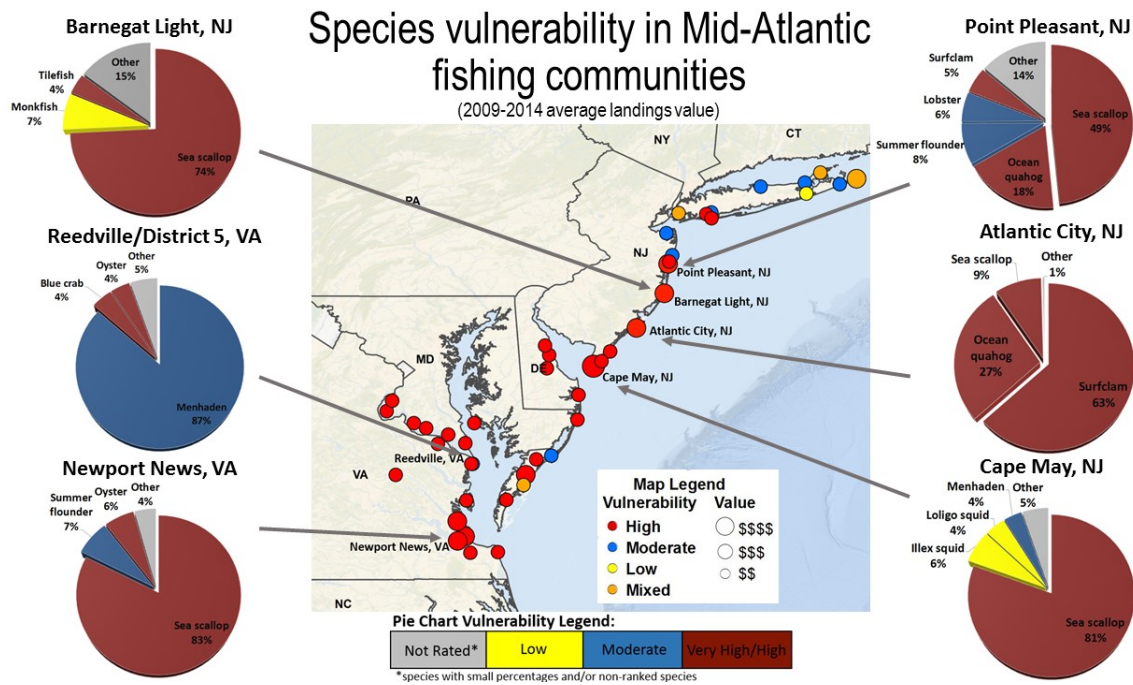 Species vulnerability in Mid-Atlantic
fishing communities
(2009-2014 average landings value)
Barnegat Light, NJ
Other
15%
Tilefish
4%
Monkfish
7%
Sea scallop
74%
Reedville/District 5, VA
Other
5%
Oyster
4%
Blue crab
4%
Menhaden
87%
Newport News, VA
Other
4%
Oyster
6%
Summer
flounder
7%
Sea scallop
83%
NY
CT
PA
NJ
Point Pleasant, NJ
Barnegat Light, NJ
Atlantic City, NJ
MD
DE
Cape May, NJ
Reedville, VA
VA
Newport News, VA
NC
Map Legend
Vulnerability
Value
High
$$$$
Moderate
$$$
Low
$$
Mixed
Point Pleasant, NJ
Other
14%
Surfclam
5%
Lobster
6%
Summer flounder
8%
Ocean
quahog
18%
Sea scallop
49%
Atlantic City, NJ
Sea scallop
9%
Other
1%
Ocean
quahog
27%
Surfclam
63%
Cape May, NJ
Menhaden
4%
Other
5%
Loligo squid
4%
Illex squid
6%
Sea scallop
81%
Pie Chart Vulnerability Legend:
Not Rated*
Low
Moderate
Very High/High
*species with small percentages and/or non-ranked species